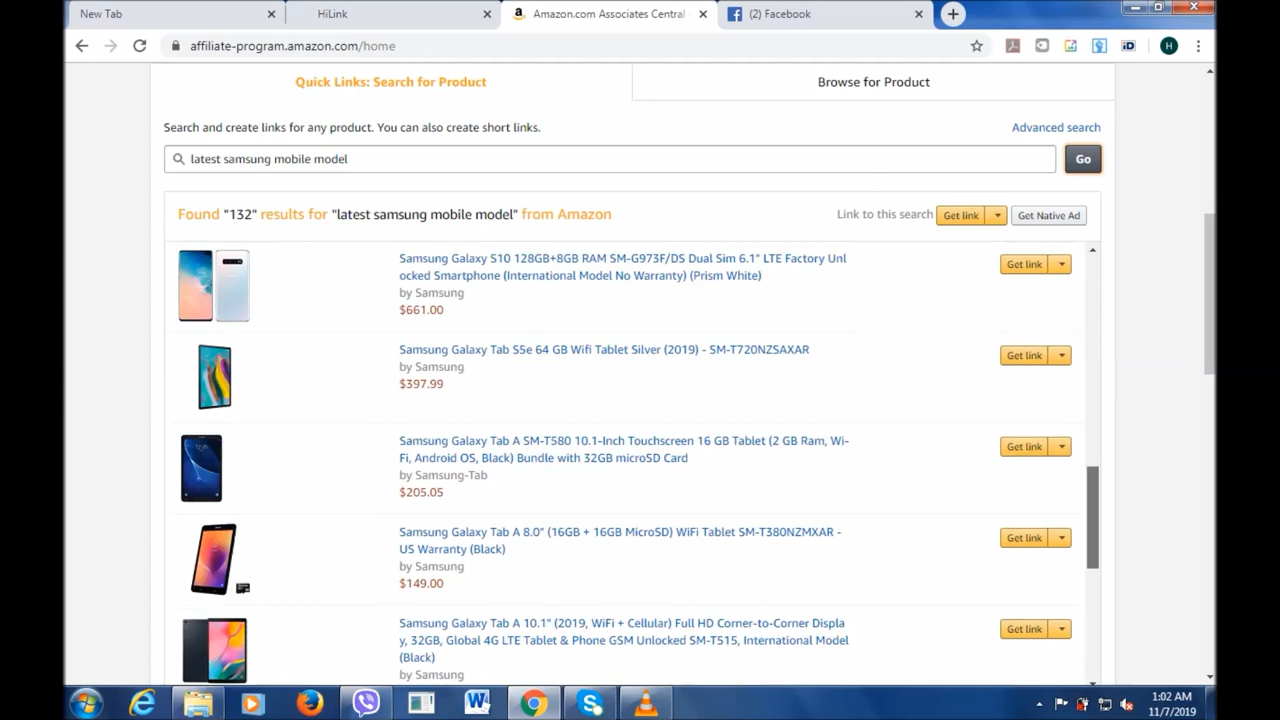 New Tab
HiLink
Amazon.com Associates Central
(2) Facebook
affiliate-program.amazon.com/home
iD
H
Quick Links: Search for Product
Browse for Product
Search and create links for any product. You can also create short links.
Advanced search
latest samsung mobile model
Go
Found "132" results for "latest samsung mobile model" from Amazon
Link to this search
Get link
Get Native Ad
Samsung Galaxy S10 128GB+8GB RAM SM-G973F/DS Dual Sim 6.1" LTE Factory Unl
ocked Smartphone (International Model No Warranty) (Prism White)
by Samsung
$661.00
Get link
Samsung Galaxy Tab S5e 64 GB Wifi Tablet Silver (2019) - SM-T720NZSAXAR
by Samsung
$397.99
Get link
Samsung Galaxy Tab A SM-T580 10.1-Inch Touchscreen 16 GB Tablet (2 GB Ram, Wi-
Fi, Android OS, Black) Bundle with 32GB microSD Card
by Samsung-Tab
$205.05
Get link
Samsung Galaxy Tab A 8.0" (16GB + 16GB MicroSD) WiFi Tablet SM-T380NZMXAR -
US Warranty (Black)
by Samsung
$149.00
Get link
Samsung Galaxy Tab A 10.1" (2019, WiFi + Cellular) Full HD Corner-to-Corner Displa
y, 32GB, Global 4G LTE Tablet & Phone GSM Unlocked SM-T515, International Model
(Black)
by Samsung
Get link
1:02 AM
11/7/2019